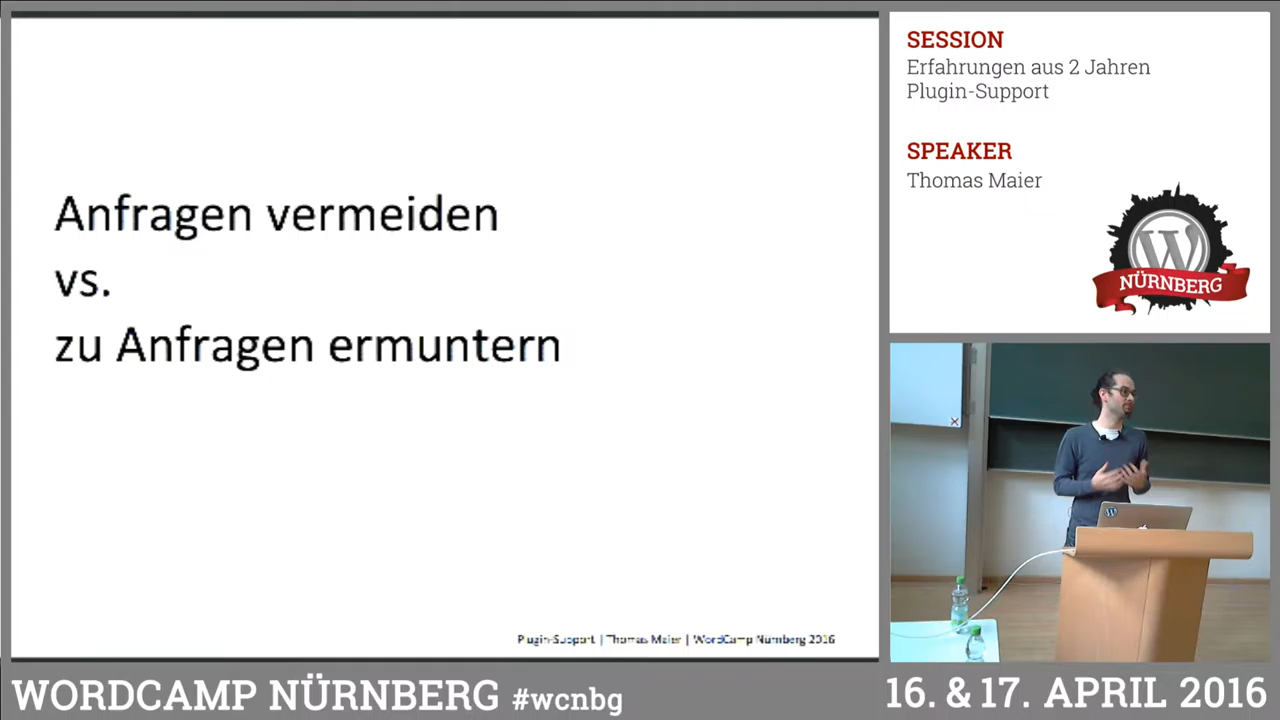 Anfragen vermeiden
vs.
zu Anfragen ermuntern
Plugin-Support | Thomas Maier | WordCamp Nürnberg 2016
SESSION
Erfahrungen aus 2 Jahren
Plugin-Support
SPEAKER
Thomas Maier
W
NÜRNBERG
WORDCAMP NÜRNBERG #wcnbg
16. & 17. APRIL 2016